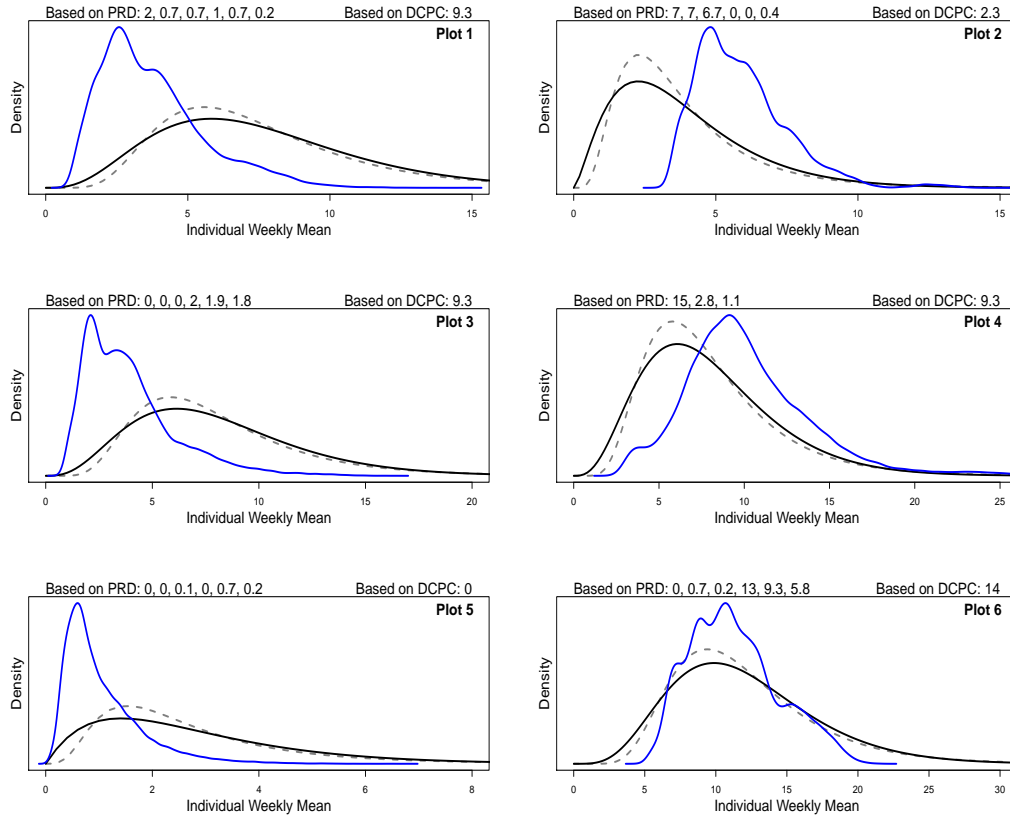 Based on PRD: 2, 0.7, 0.7, 1, 0.7, 0.2 Based on DCPC: 9.3
Plot 1
Density
0 5 10 15
Individual Weekly Mean
Based on PRD: 7, 7, 6.7, 0, 0, 0.4 Based on DCPC: 2.3
Plot 2
Density
0 5 10 15
Individual Weekly Mean
Based on PRD: 0, 0, 0, 2, 1.9, 1.8 Based on DCPC: 9.3
Plot 3
Density
0 5 10 15 20
Individual Weekly Mean
Based on PRD: 15, 2.8, 1.1 Based on DCPC: 9.3
Plot 4
Density
0 5 10 15 20 25
Individual Weekly Mean
Based on PRD: 0, 0, 0.1, 0, 0.7, 0.2 Based on DCPC: 0
Plot 5
Density
0 2 4 6 8
Individual Weekly Mean
Based on PRD: 0, 0.7, 0.2, 13, 9.3, 5.8 Based on DCPC: 14
Plot 6
Density
0 5 10 15 20 25 30
Individual Weekly Mean